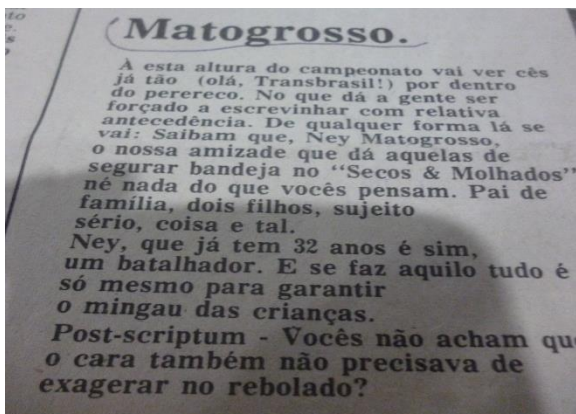 Matogrosso.
A esta altura do campeonato vai ver cês
já tão (olá, Transbrasil!) por dentro
do perereco. No que dá a gente ser
forçado a escrevinhar com relativa
antecedência. De qualquer forma lá se
vai: Saibam que, Ney Matogrosso,
o nossa amizade que dá aquelas de
segurar bandeja no "Secos & Molhados"
né nada do que vocês pensam. Pai de
família, dois filhos, sujeito
sério, coisa e tal.
Ney, que já tem 32 anos é sim,
um batalhador. E se faz aquilo tudo é
só mesmo para garantir
o mingau das crianças.
Post-scriptum - Vocês não acham que
o cara também não precisava de
exagerar no rebolado?